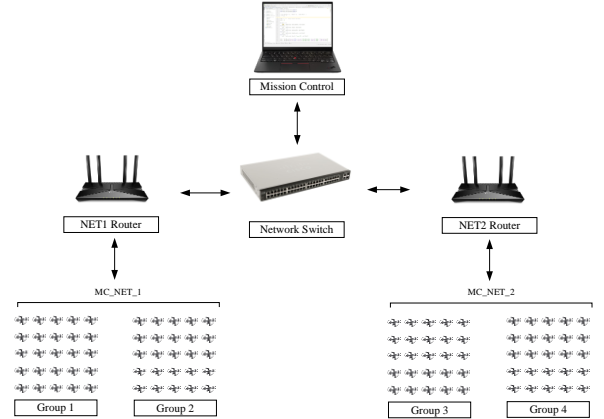 Mission Control
NET1 Router
Network Switch
NET2 Router
MC_NET_1
MC_NET_2
Group 1
Group 2
Group 3
Group 4